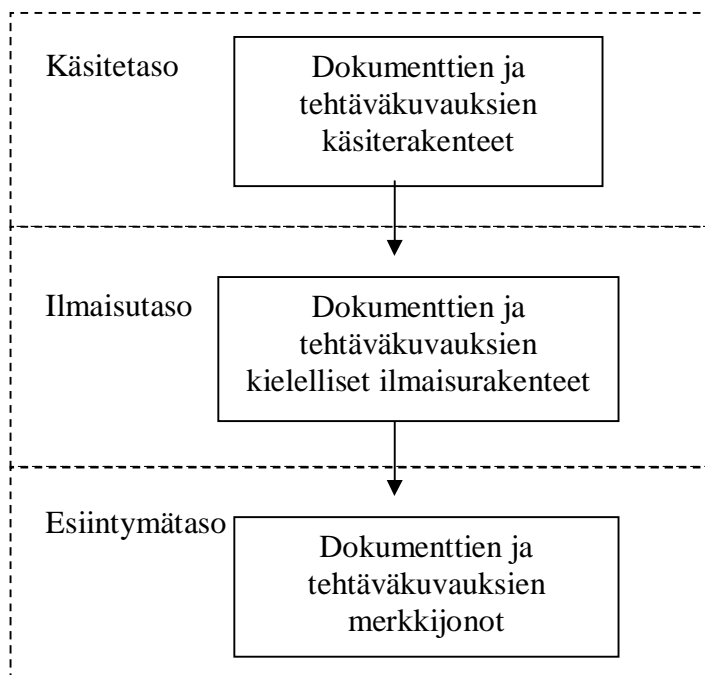 Käsitetaso
Dokumenttien ja
tehtäväkuvauksien
käsiterakenteet
Ilmaisutaso
Dokumenttien ja
tehtäväkuvauksien
kielelliset ilmaisurakenteet
Esiintymätaso
Dokumenttien ja
tehtäväkuvauksien
merkkijonot